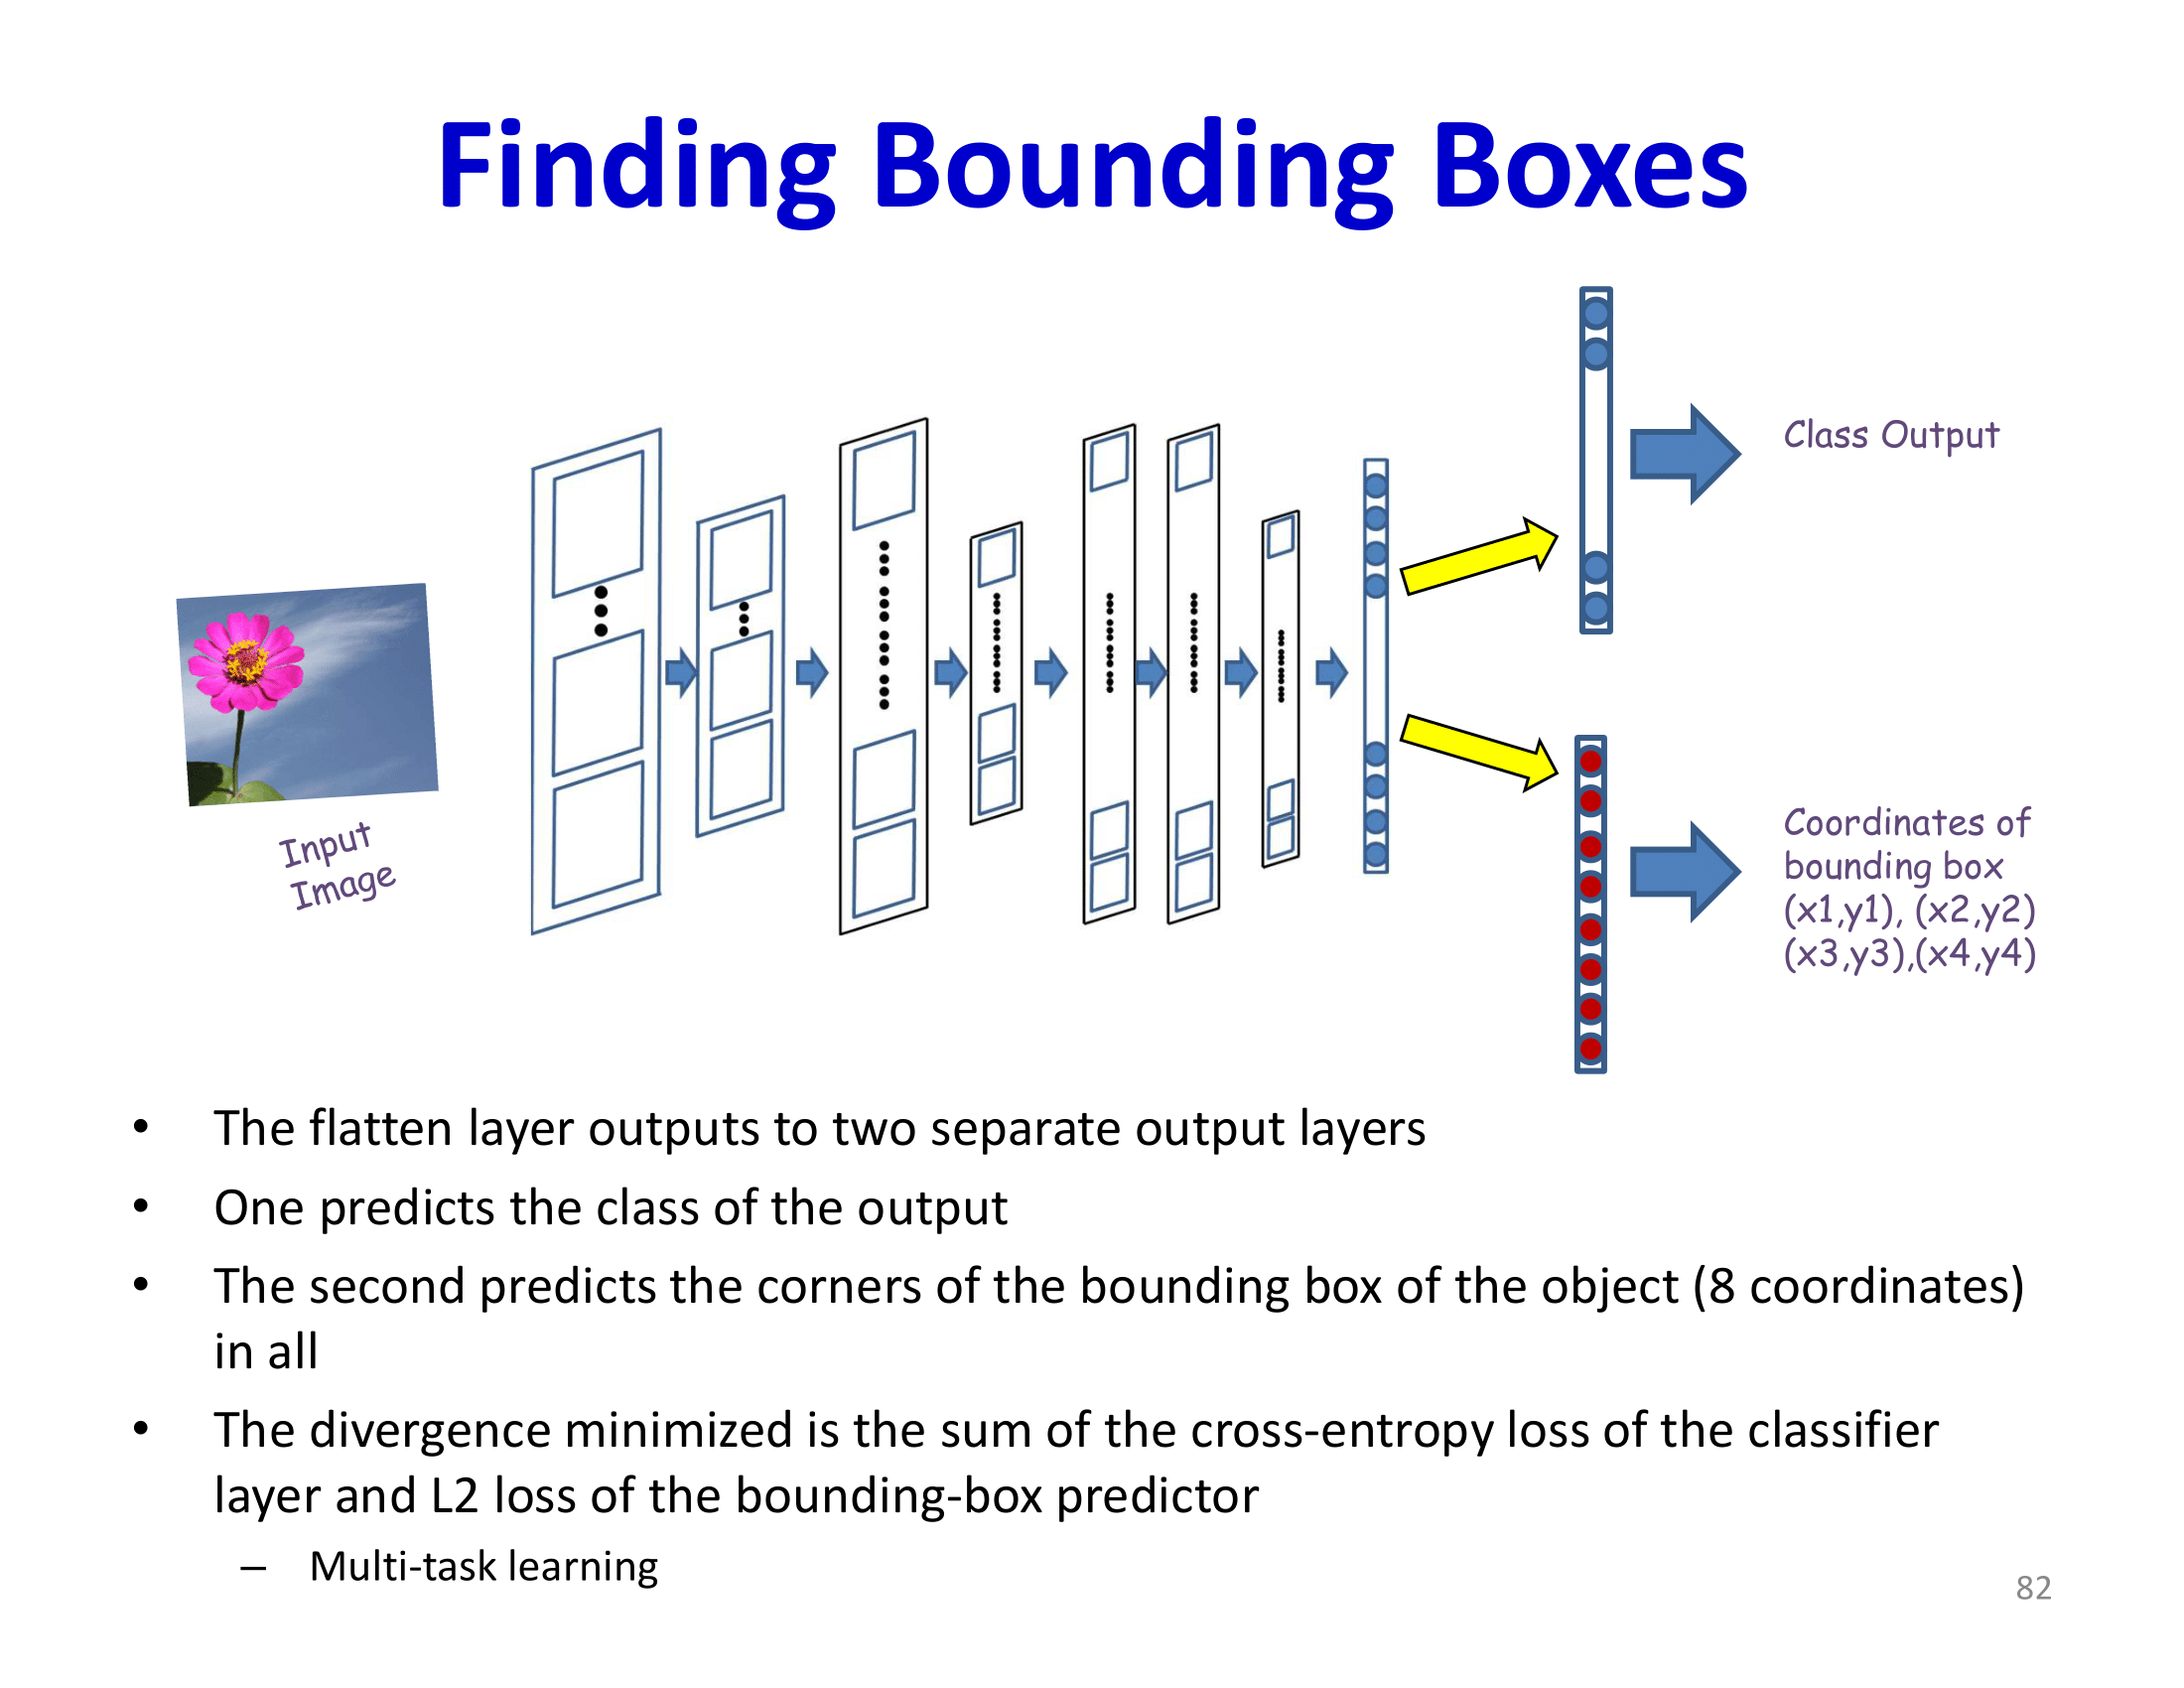 Finding Bounding Boxes
Input
Image
Class Output
Coordinates of
bounding box
(x1,y1), (x2,y2)
(x3,y3),(x4,y4)
• The flatten layer outputs to two separate output layers
• One predicts the class of the output
• The second predicts the corners of the bounding box of the object (8 coordinates)
in all
• The divergence minimized is the sum of the cross-entropy loss of the classifier
layer and L2 loss of the bounding-box predictor
– Multi-task learning
82